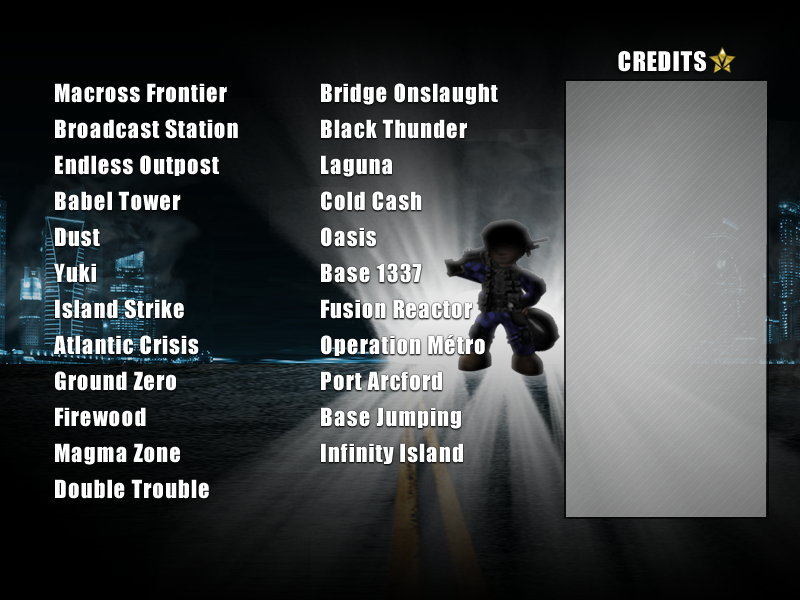 CREDITS
Macross Frontier
Broadcast Station
Endless Outpost
Babel Tower
Dust
Yuki
Island Strike
Atlantic Crisis
Ground Zero
Firewood
Magma Zone
Double Trouble
Bridge Onslaught
Black Thunder
Laguna
Cold Cash
Oasis
Base 1337
Fusion Reactor
Operation Métro
Port Arcford
Base Jumping
Infinity Island